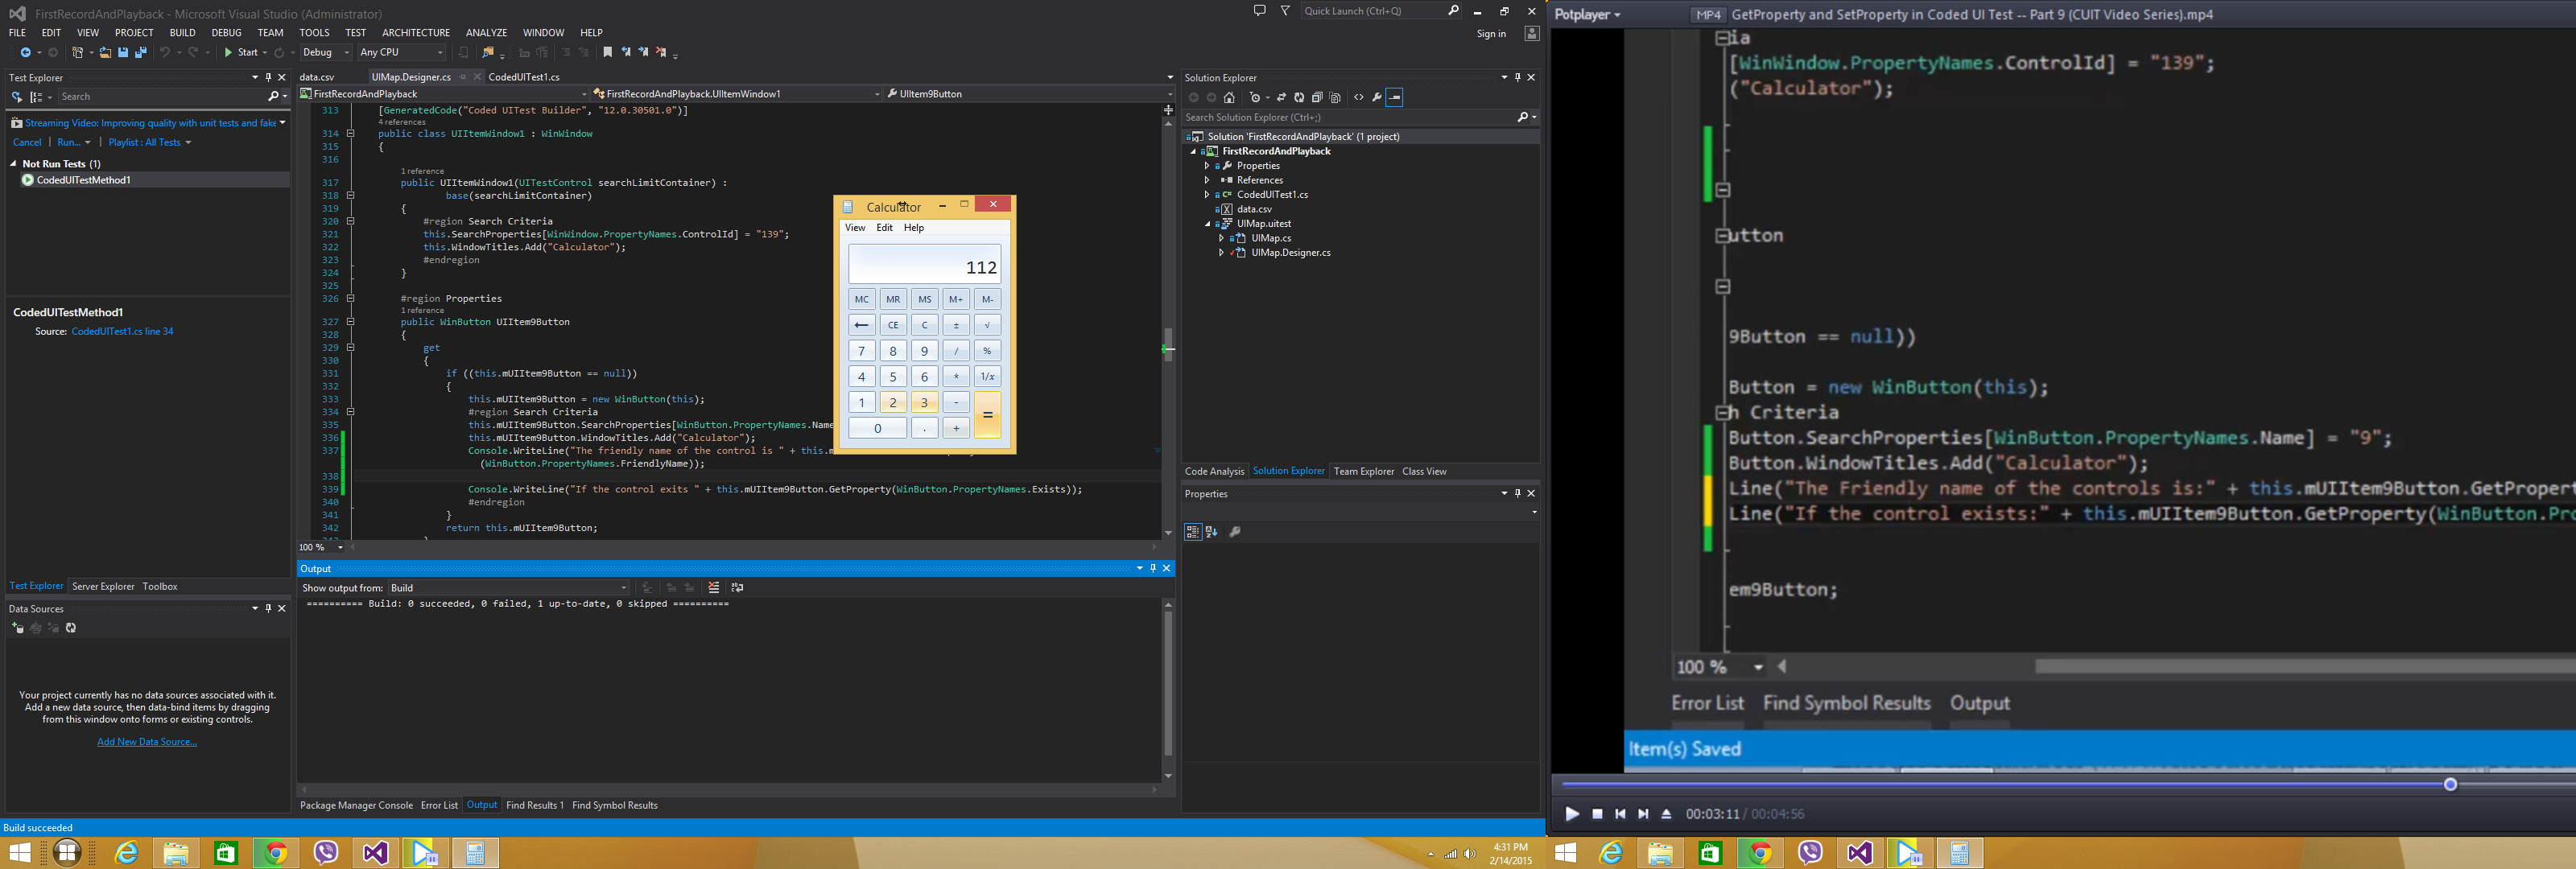 FirstRecordAndPlayback - Microsoft Visual Studio (Administrator)
Quick Launch (Ctrl+Q)
FILE EDIT VIEW PROJECT BUILD DEBUG TEAM TOOLS TEST ARCHITECTURE ANALYZE WINDOW HELP
Sign in
Start Debug Any CPU
Test Explorer
Search
Streaming Video: Improving quality with unit tests and fake
Cancel | Run... | Playlist : All Tests
Not Run Tests (1)
CodedUITestMethod1
CodedUITestMethod1
Source: CodedUITest1.cs line 34
Test Explorer Server Explorer Toolbox
Data Sources
Your project currently has no data sources associated with it.
Add a new data source, then data-bind items by dragging
from this window onto forms or existing controls.
Add New Data Source...
data.csv UIMap.Designer.cs CodedUITest1.cs
FirstRecordAndPlayback FirstRecordAndPlayback.UIItemWindow1 UIItem9Button
313 [GeneratedCode("Coded UITest Builder", "12.0.30501.0")]
4 references
314 public class UIItemWindow1 : WinWindow
315 {
316
1 reference
317 public UIItemWindow1(UITestControl searchLimitContainer) :
318 base(searchLimitContainer)
319 {
320 #region Search Criteria
321 this.SearchProperties[WinWindow.PropertyNames.ControlId] = "139";
322 this.WindowTitles.Add("Calculator");
323 #endregion
324 }
325
326 #region Properties
1 reference
327 public WinButton UIItem9Button
328 {
329 get
330 {
331 if ((this.mUIItem9Button == null))
332 {
333 this.mUIItem9Button = new WinButton(this);
334 #region Search Criteria
335 this.mUIItem9Button.SearchProperties[WinButton.PropertyNames.Name
336 this.mUIItem9Button.WindowTitles.Add("Calculator");
337 Console.WriteLine("The friendly name of the control is " + this.m
(WinButton.PropertyNames.FriendlyName));
338
339 Console.WriteLine("If the control exits " + this.mUIItem9Button.GetProperty(WinButton.PropertyNames.Exists));
340 #endregion
341 }
342 return this.mUIItem9Button;
100 %
Calculator
View Edit Help
112
MC MR MS M+ M-
← CE C ± √
7 8 9 / %
4 5 6 * 1/x
1 2 3 - =
0 . +
Output
Show output from: Build
========== Build: 0 succeeded, 0 failed, 1 up-to-date, 0 skipped ==========
Package Manager Console Error List Output Find Results 1 Find Symbol Results
Build succeeded
Solution Explorer
Search Solution Explorer (Ctrl+;)
Solution 'FirstRecordAndPlayback' (1 project)
FirstRecordAndPlayback
Properties
References
CodedUITest1.cs
data.csv
UIMap.uitest
UIMap.cs
UIMap.Designer.cs
Code Analysis Solution Explorer Team Explorer Class View
Properties
4:31 PM
2/14/2015
Potplayer MP4 GetProperty and SetProperty in Coded UI Test -- Part 9 (CUIT Video Series).mp4
ia
[WinWindow.PropertyNames.ControlId] = "139";
("Calculator");
utton
9Button == null))
Button = new WinButton(this);
h Criteria
Button.SearchProperties[WinButton.PropertyNames.Name] = "9";
Button.WindowTitles.Add("Calculator");
Line("The Friendly name of the controls is:" + this.mUIItem9Button.GetPropert
Line("If the control exists:" + this.mUIItem9Button.GetProperty(WinButton.Pro
em9Button;
100 %
Error List Find Symbol Results Output
Item(s) Saved
00:03:11 / 00:04:56